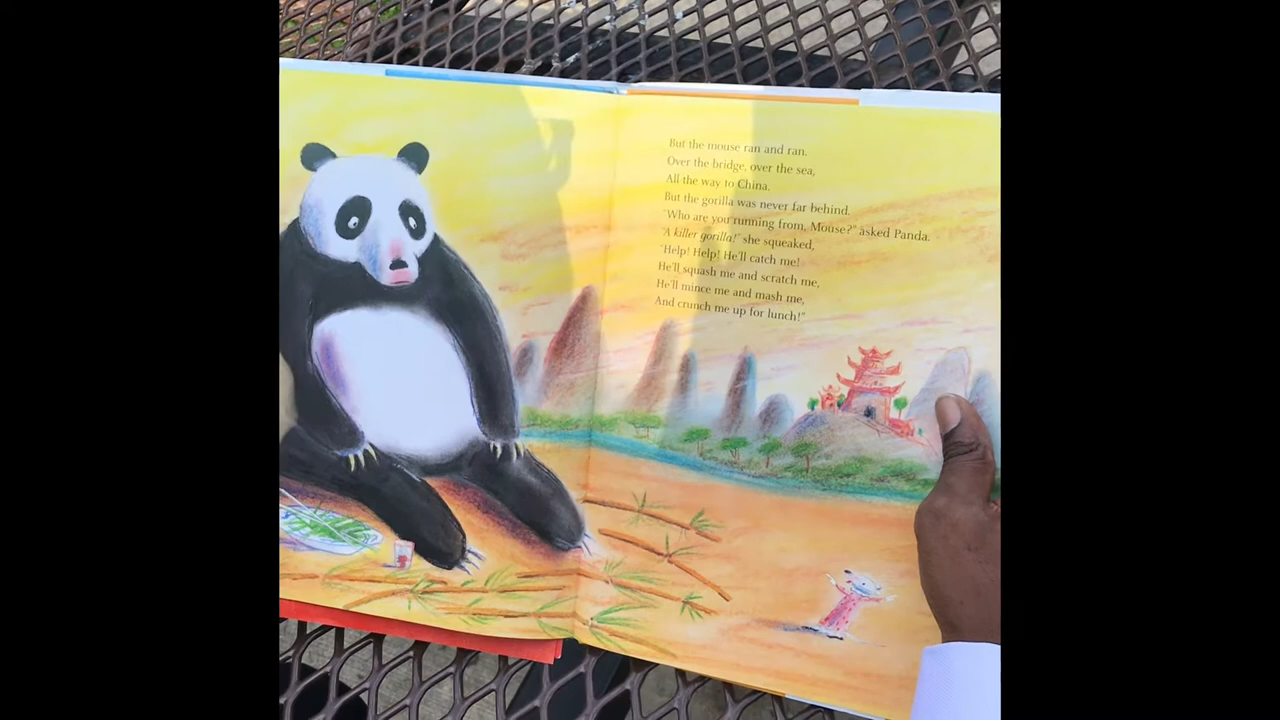 But the mouse ran and ran.
Over the bridge, over the sea,
All the way to China.
But the gorilla was never far behind.
"Who are you running from, Mouse?" asked Panda.
"A killer gorilla!" she squeaked,
"Help! Help! He'll catch me!
He'll squash me and scratch me,
He'll mince me and mash me,
And crunch me up for lunch!"